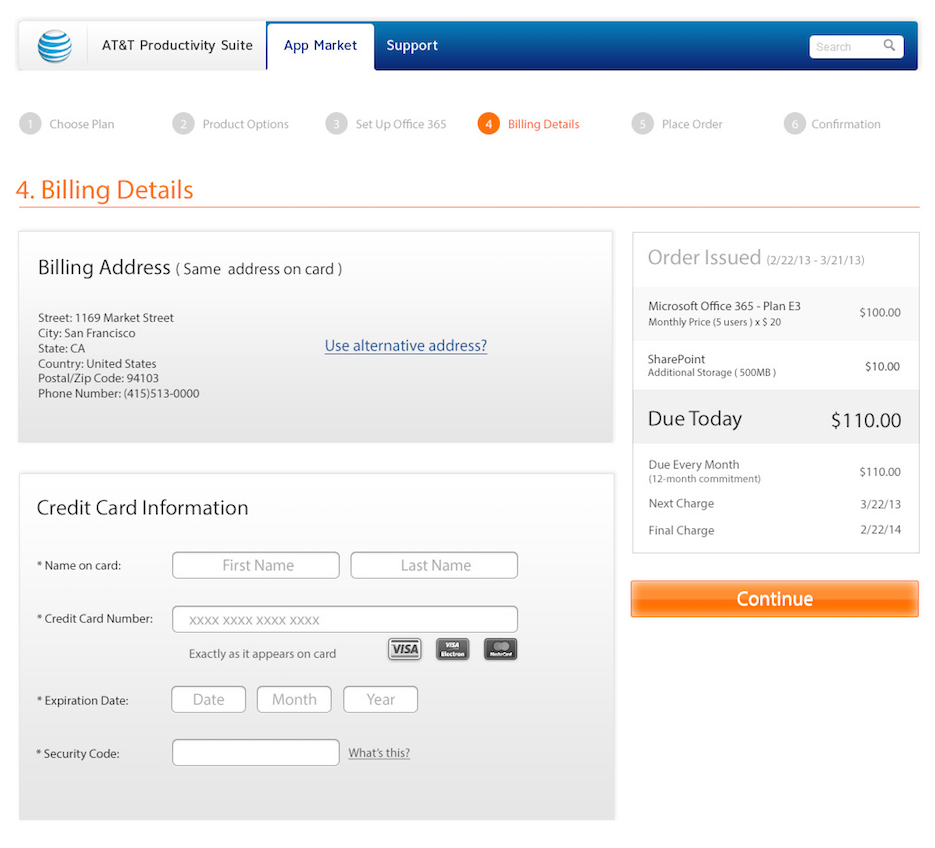 AT&T Productivity Suite
App Market
Support
Search
1 Choose Plan
2 Product Options
3 Set Up Office 365
4 Billing Details
5 Place Order
6 Confirmation
4. Billing Details
Billing Address ( Same address on card )
Street: 1169 Market Street
City: San Francisco
State: CA
Country: United States
Postal/Zip Code: 94103
Phone Number: (415)513-0000
Use alternative address?
Order Issued (2/22/13 - 3/21/13)
Microsoft Office 365 - Plan E3
Monthly Price (5 users ) x $ 20
$100.00
SharePoint
Additional Storage ( 500MB )
$10.00
Due Today $110.00
Due Every Month
(12-month commitment)
$110.00
Next Charge 3/22/13
Final Charge 2/22/14
Continue
Credit Card Information
* Name on card: First Name Last Name
* Credit Card Number: xxxx xxxx xxxx xxxx
Exactly as it appears on card
VISA
VISA
Electron
MasterCard
* Expiration Date: Date Month Year
* Security Code: What's this?